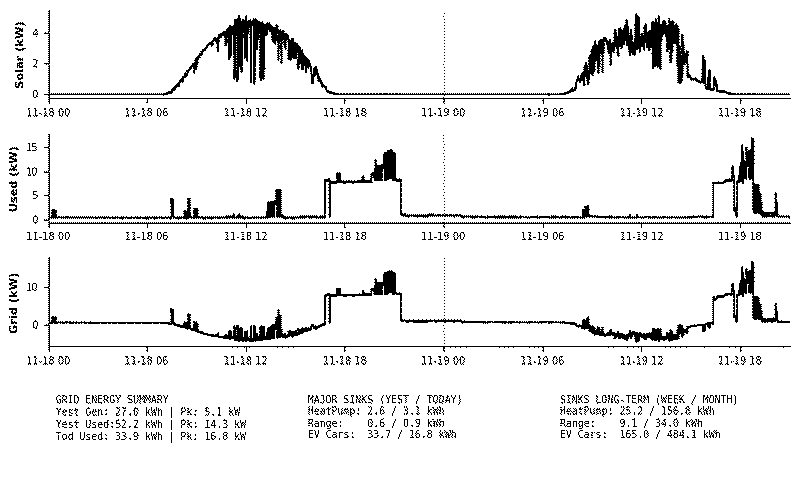 Solar (kW)
4
2
0
11-18 00 11-18 06 11-18 12 11-18 18 11-19 00 11-19 06 11-19 12 11-19 18
Used (kW)
15
10
5
0
11-18 00 11-18 06 11-18 12 11-18 18 11-19 00 11-19 06 11-19 12 11-19 18
Grid (kW)
10
0
11-18 00 11-18 06 11-18 12 11-18 18 11-19 00 11-19 06 11-19 12 11-19 18
GRID ENERGY SUMMARY
Yest Gen: 27.0 kWh | Pk: 5.1 kW
Yest Used:52.2 kWh | Pk: 14.3 kW
Tod Used: 33.9 kWh | Pk: 16.8 kW
MAJOR SINKS (YEST / TODAY)
HeatPump: 2.6 / 3.1 kWh
Range: 0.6 / 0.9 kWh
EV Cars: 33.7 / 16.8 kWh
SINKS LONG-TERM (WEEK / MONTH)
HeatPump: 25.2 / 156.8 kWh
Range: 9.1 / 34.0 kWh
EV Cars: 165.0 / 484.1 kWh